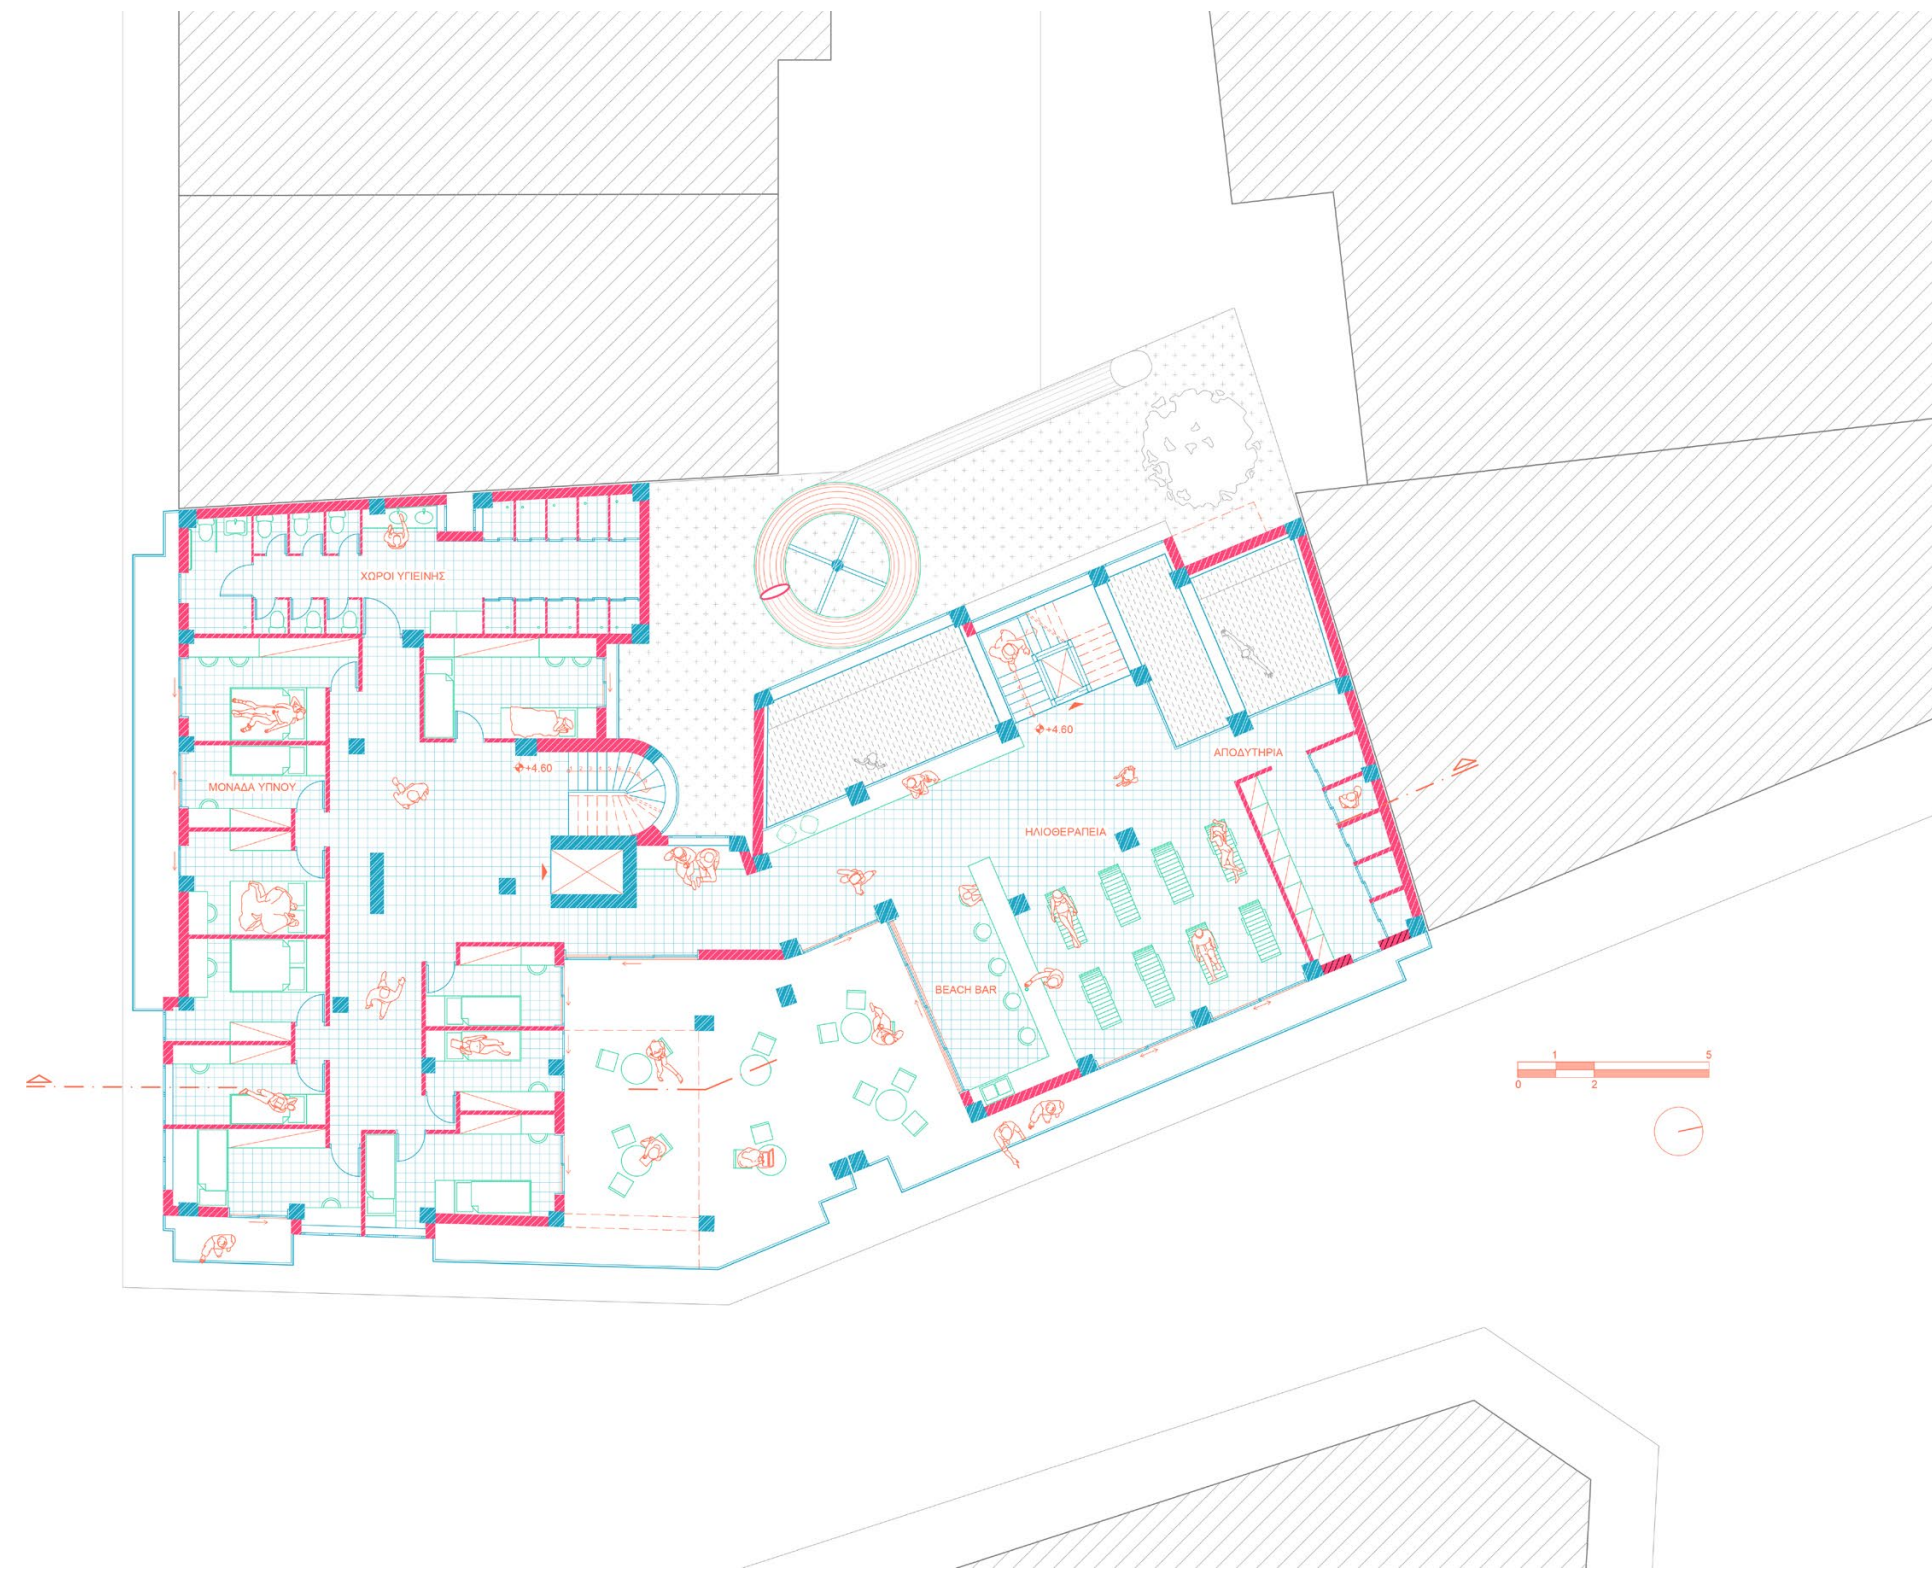 ΧΩΡΟΙ ΥΓΙΕΙΝΗΣ
+4.60
ΑΠΟΔΥΤΗΡΙΑ
+4.60
ΜΟΝΑΔΑ ΥΠΝΟΥ
ΗΛΙΟΘΕΡΑΠΕΙΑ
BEACH BAR
1 5
0 2